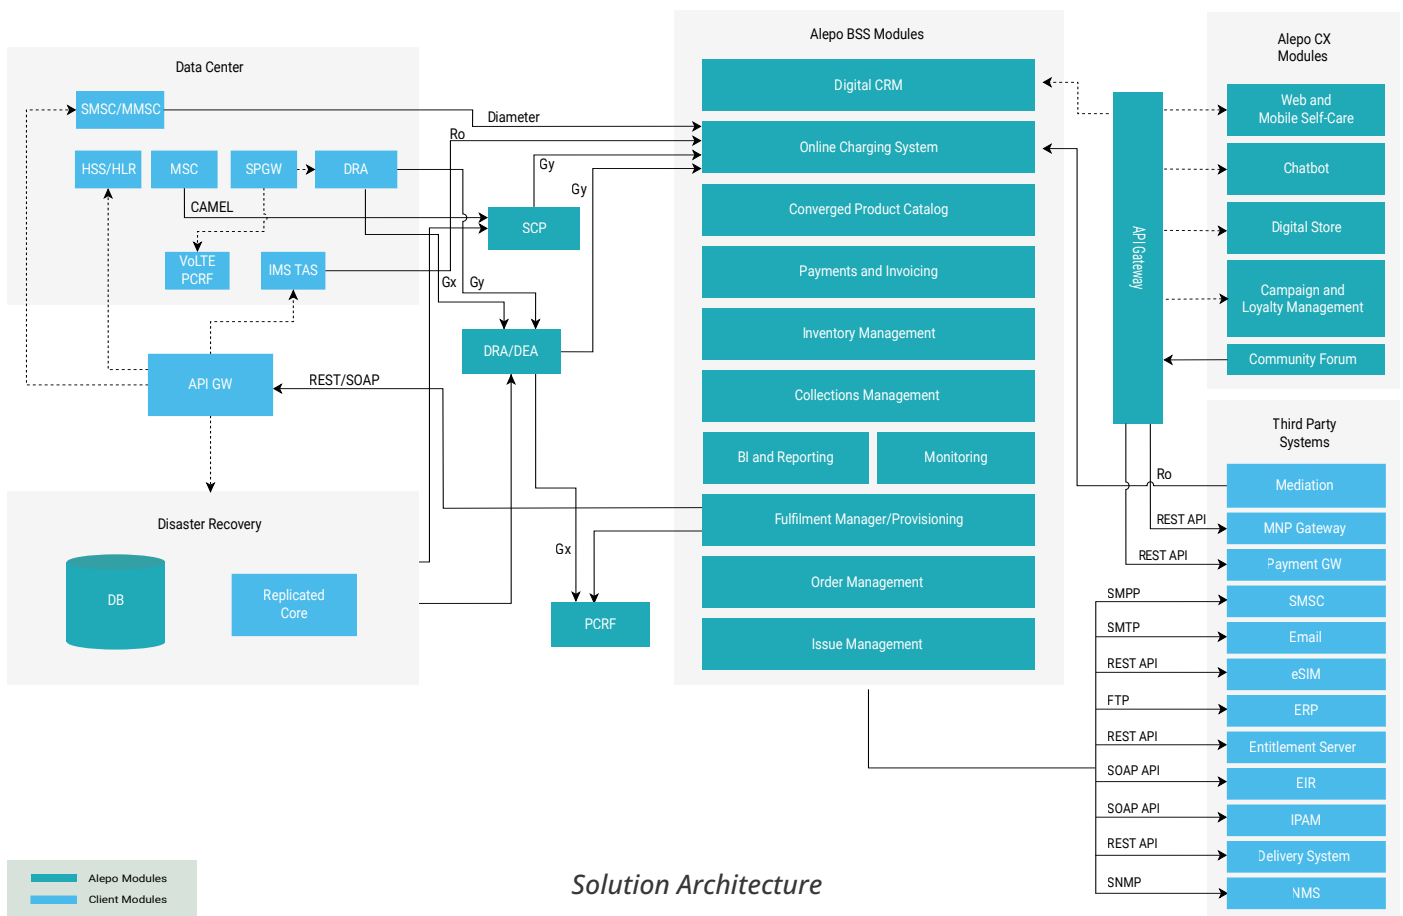 Data Center
SMSC/MMSC
HSS/HLR
MSC
SPGW
DRA
CAMEL
VoLTE
PCRF
IMS TAS
API GW
REST/SOAP
Disaster Recovery
DB
Replicated
Core
Diameter
Ro
Gy
Gy
SCP
Gx
Gy
DRA/DEA
Gx
PCRF
Alepo BSS Modules
Digital CRM
Online Charging System
Converged Product Catalog
Payments and Invoicing
Inventory Management
Collections Management
BI and Reporting
Monitoring
Fulfilment Manager/Provisioning
Order Management
Issue Management
API Gateway
Alepo CX
Modules
Web and
Mobile Self-Care
Chatbot
Digital Store
Campaign and
Loyalty Management
Community Forum
Third Party
Systems
Ro
Mediation
REST API
MNP Gateway
REST API
Payment GW
SMPP
SMSC
SMTP
Email
REST API
eSIM
FTP
ERP
REST API
Entitlement Server
SOAP API
EIR
SOAP API
IPAM
REST API
Delivery System
SNMP
NMS
Alepo Modules
Client Modules
Solution Architecture